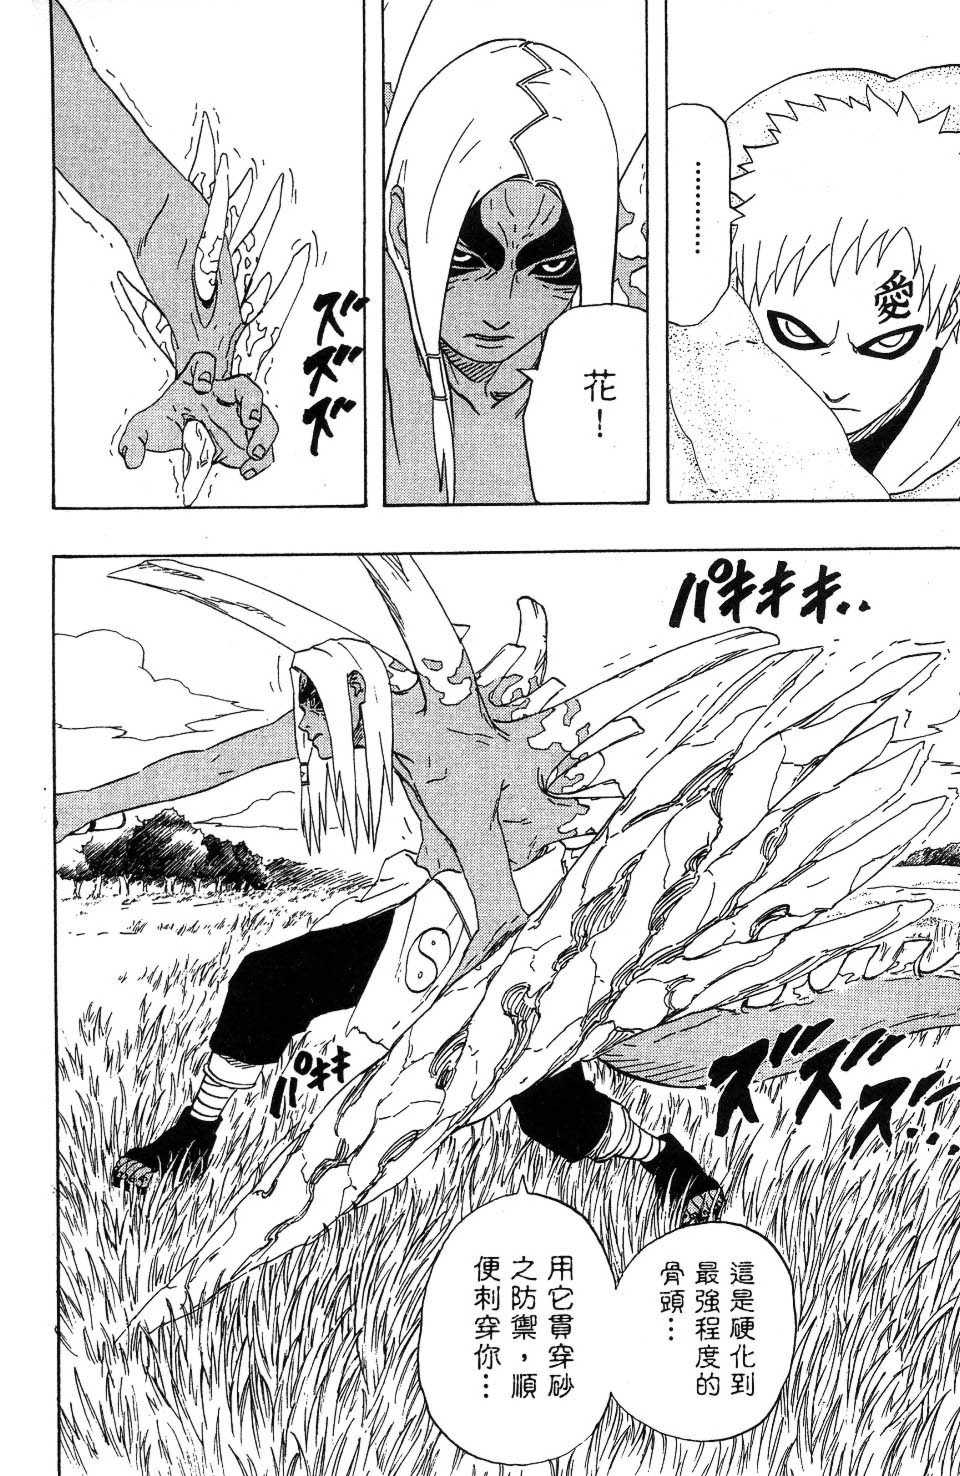 ………
愛
花！
ズズズ
パキキキ..
ズズズ...
パキキ
這是硬化到
最強程度的
骨頭…
用它貫穿砂
之防禦，順
便刺穿你…